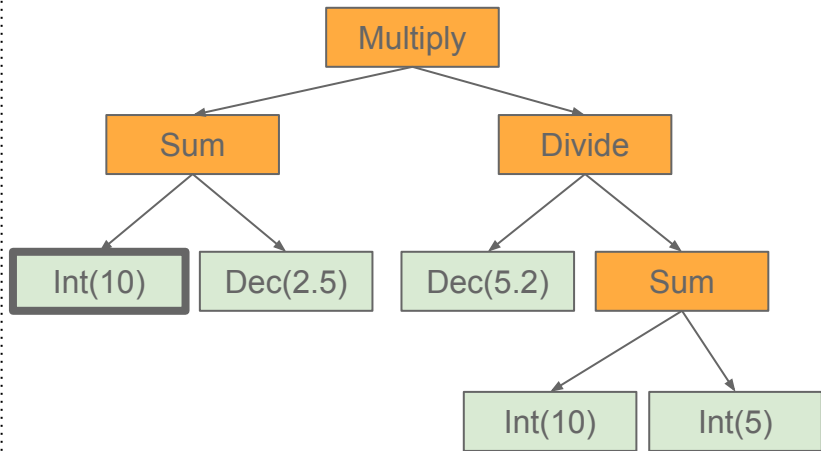 Multiply
Sum
Divide
Int(10)
Dec(2.5)
Dec(5.2)
Sum
Int(10)
Int(5)